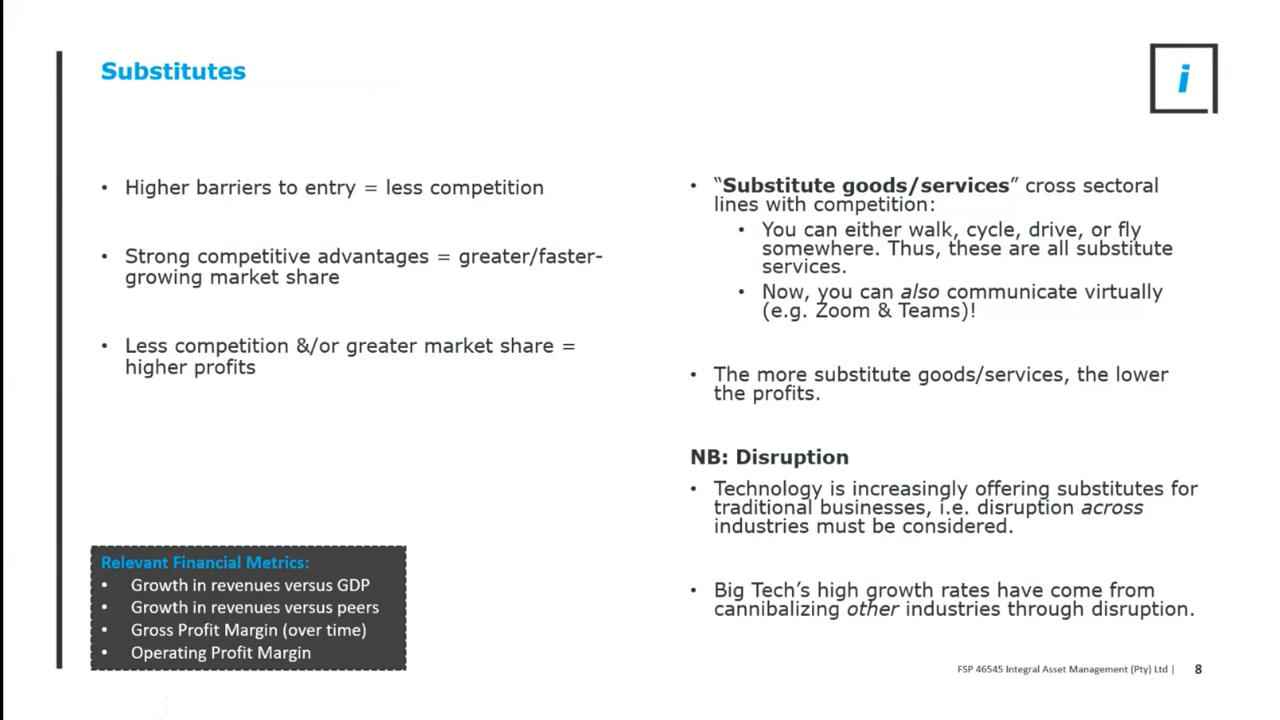 Substitutes
i
• Higher barriers to entry = less competition
• Strong competitive advantages = greater/faster-
growing market share
• Less competition &/or greater market share =
higher profits
Relevant Financial Metrics:
• Growth in revenues versus GDP
• Growth in revenues versus peers
• Gross Profit Margin (over time)
• Operating Profit Margin
• “Substitute goods/services” cross sectoral
lines with competition:
• You can either walk, cycle, drive, or fly
somewhere. Thus, these are all substitute
services.
• Now, you can also communicate virtually
(e.g. Zoom & Teams)!
• The more substitute goods/services, the lower
the profits.
NB: Disruption
• Technology is increasingly offering substitutes for
traditional businesses, i.e. disruption across
industries must be considered.
• Big Tech’s high growth rates have come from
cannibalizing other industries through disruption.
FSP 46545 Integral Asset Management (Pty) Ltd | 8